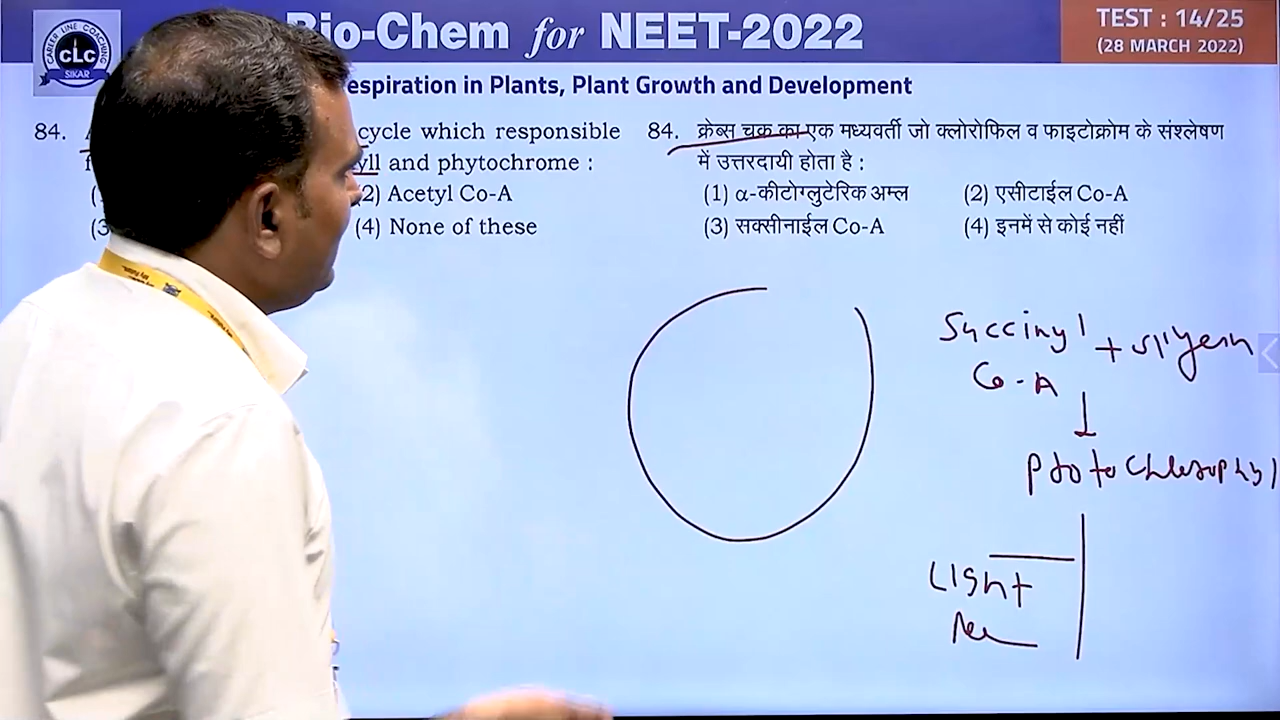 Bio-Chem for NEET-2022
TEST : 14/25
(28 MARCH 2022)
CAREER LINE COACHING
CLC
SIKAR
espiration in Plants, Plant Growth and Development
84. cycle which responsible
yll and phytochrome :
(2) Acetyl Co-A
(4) None of these
84. क्रेब्स चक्र का एक मध्यवर्ती जो क्लोरोफिल व फाइटोक्रोम के संश्लेषण
में उत्तरदायी होता है :
(1) α-कीटोग्लुटेरिक अम्ल (2) एसीटाईल Co-A
(3) सक्सीनाईल Co-A (4) इनमें से कोई नहीं
Succinyl +
Co-A
Light